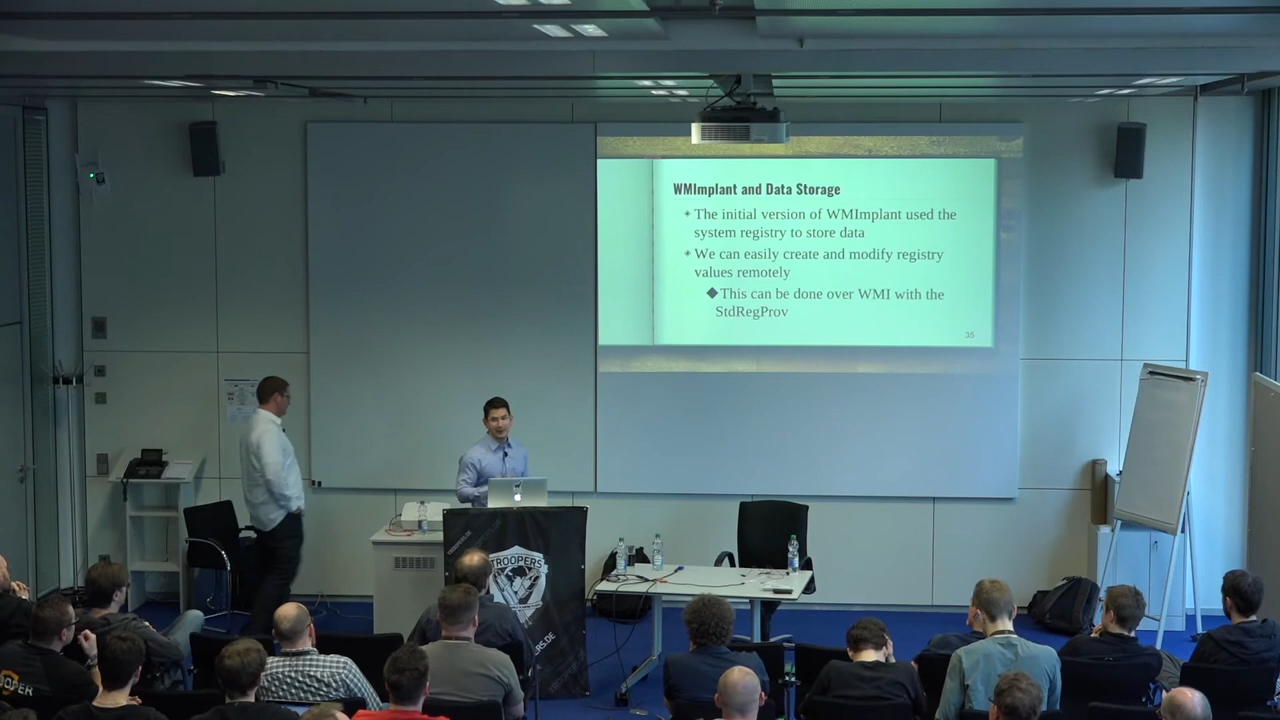 WMImplant and Data Storage
The initial version of WMImplant used the
system registry to store data
We can easily create and modify registry
values remotely
This can be done over WMI with the
StdRegProv
35
TROOPERS